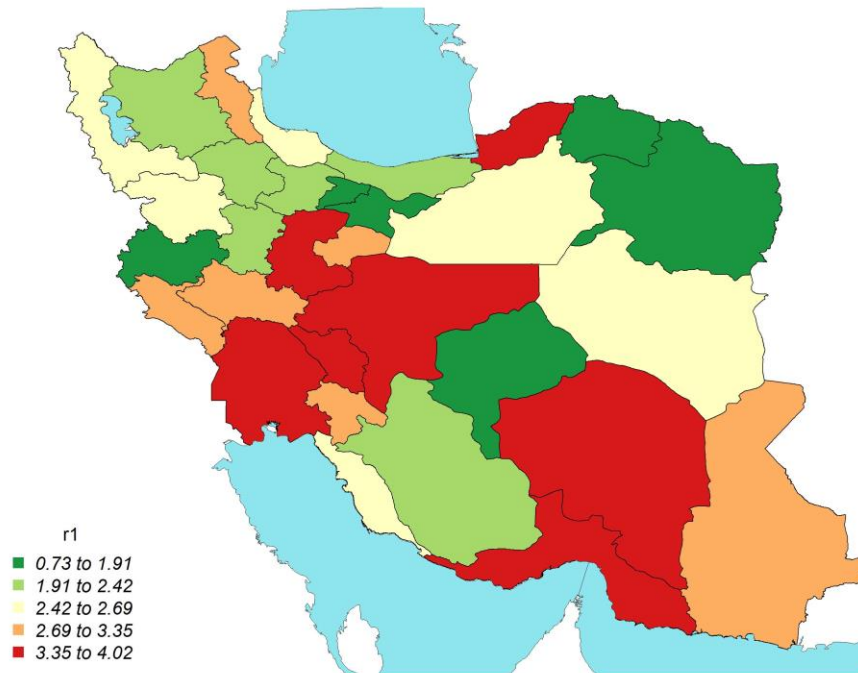 r1
0.73 to 1.91
1.91 to 2.42
2.42 to 2.69
2.69 to 3.35
3.35 to 4.02